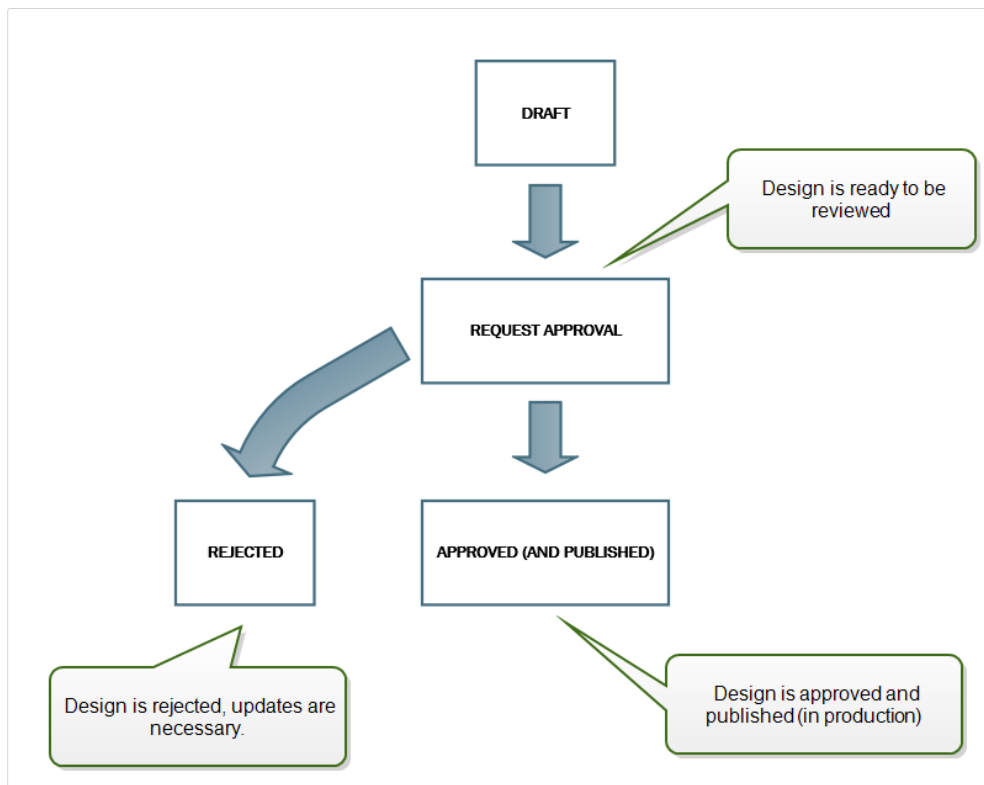 DRAFT
Design is ready to be
reviewed
REQUEST APPROVAL
REJECTED
APPROVED (AND PUBLISHED)
Design is rejected, updates are
necessary.
Design is approved and
published (in production)